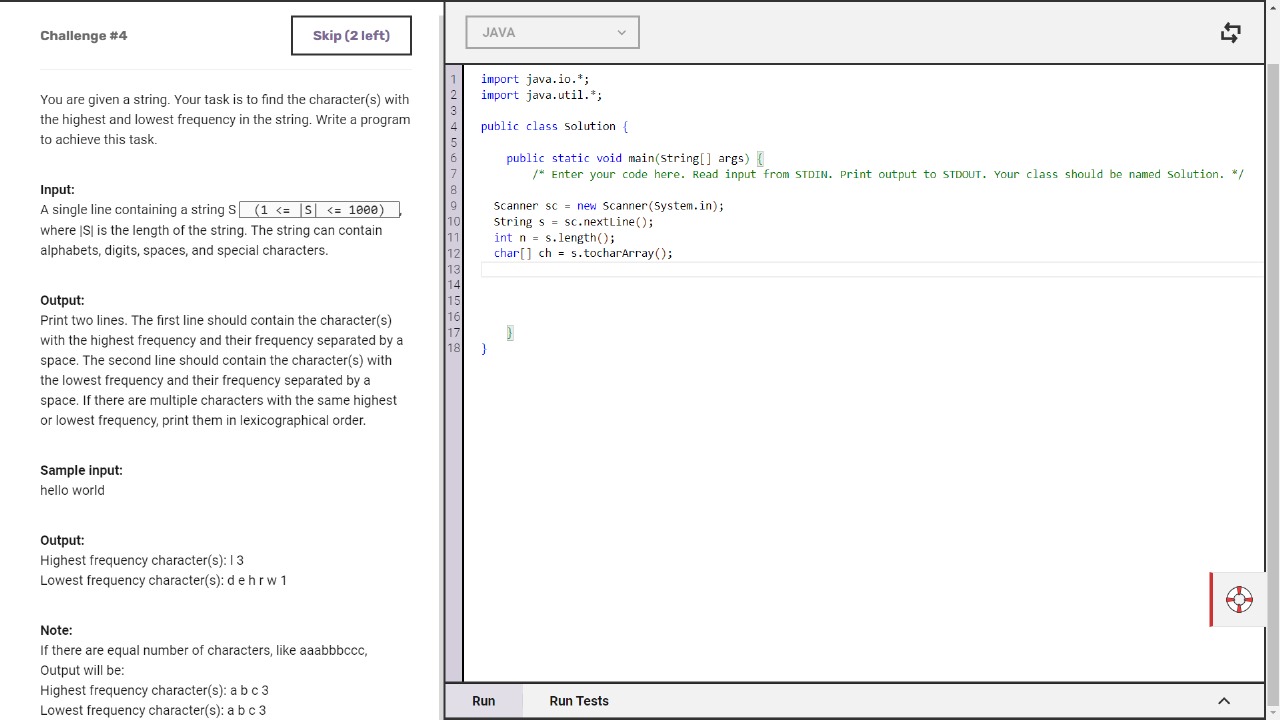 Challenge #4
Skip (2 left)
You are given a string. Your task is to find the character(s) with
the highest and lowest frequency in the string. Write a program
to achieve this task.
Input:
A single line containing a string S (1 <= |S| <= 1000) ,
where |S| is the length of the string. The string can contain
alphabets, digits, spaces, and special characters.
Output:
Print two lines. The first line should contain the character(s)
with the highest frequency and their frequency separated by a
space. The second line should contain the character(s) with
the lowest frequency and their frequency separated by a
space. If there are multiple characters with the same highest
or lowest frequency, print them in lexicographical order.
Sample input:
hello world
Output:
Highest frequency character(s): l 3
Lowest frequency character(s): d e h r w 1
Note:
If there are equal number of characters, like aaabbbccc,
Output will be:
Highest frequency character(s): a b c 3
Lowest frequency character(s): a b c 3
JAVA
1 import java.io.*;
2 import java.util.*;
3
4 public class Solution {
5
6 public static void main(String[] args) {
7 /* Enter your code here. Read input from STDIN. Print output to STDOUT. Your class should be named Solution. */
8
9 Scanner sc = new Scanner(System.in);
10 String s = sc.nextLine();
11 int n = s.length();
12 char[] ch = s.tocharArray();
13
14
15
16
17 }
18 }
Run
Run Tests